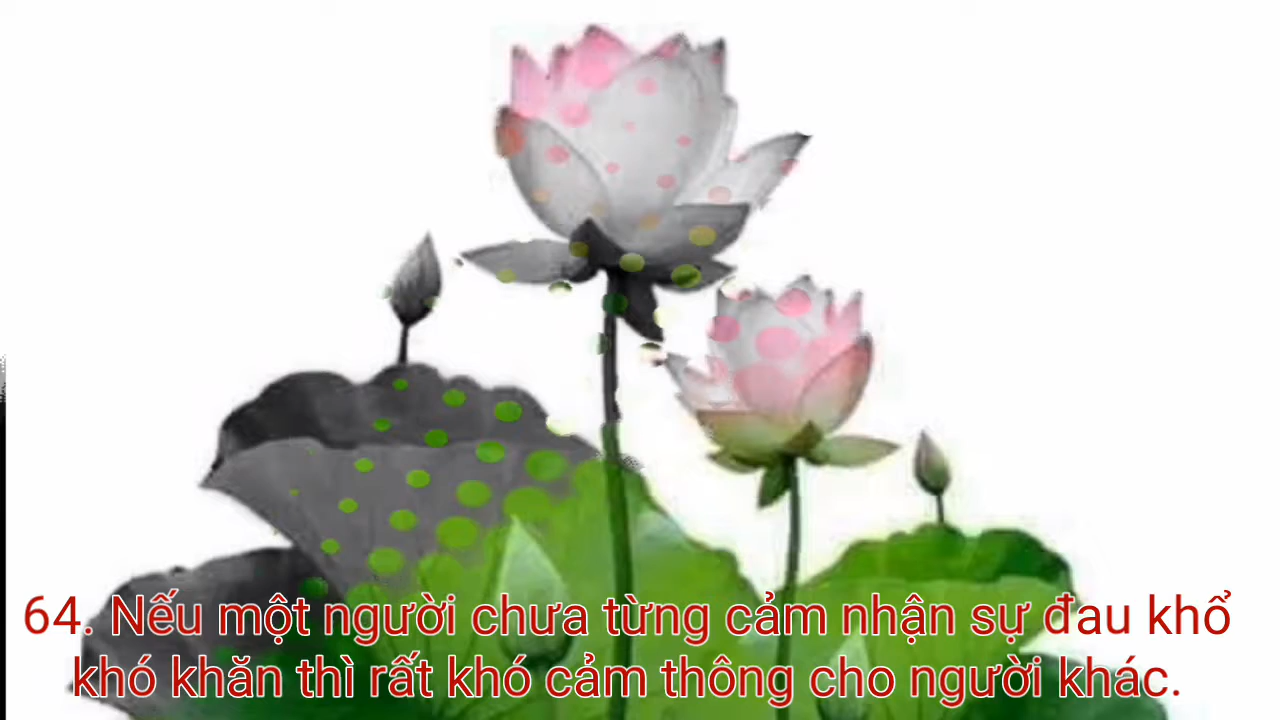 64. Nếu một người chưa từng cảm nhận sự đau khổ
khó khăn thì rất khó cảm thông cho người khác.